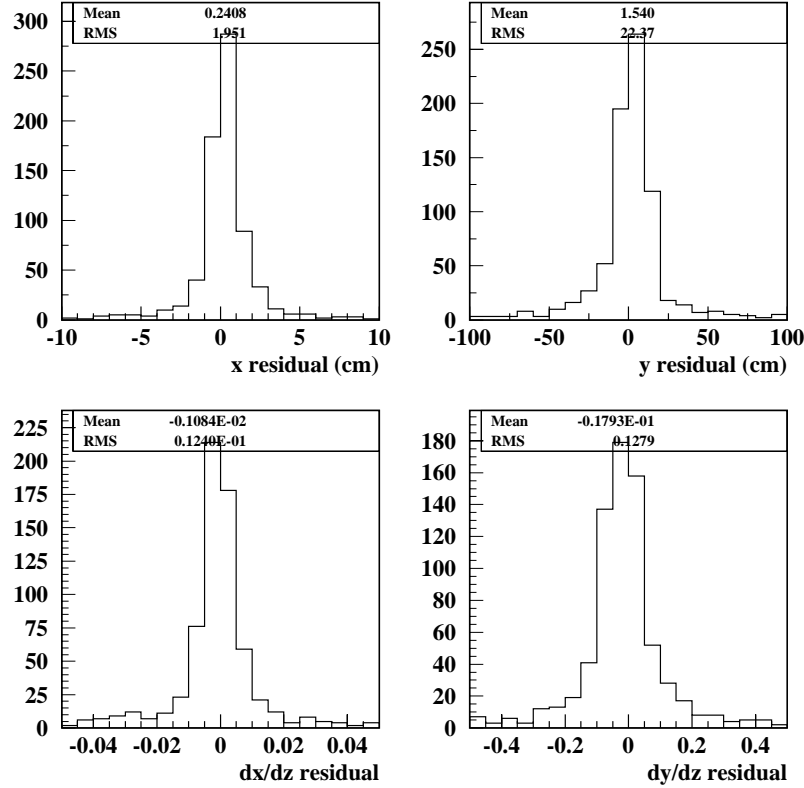 Mean 0.2408
RMS 1.951
300
250
200
150
100
50
0
-10 -5 0 5 10
x residual (cm)
Mean 1.540
RMS 22.37
250
200
150
100
50
0
-100 -50 0 50 100
y residual (cm)
Mean -0.1084E-02
RMS 0.1240E-01
225
200
175
150
125
100
75
50
25
0
-0.04 -0.02 0 0.02 0.04
dx/dz residual
Mean -0.1793E-01
RMS 0.1279
180
160
140
120
100
80
60
40
20
0
-0.4 -0.2 0 0.2 0.4
dy/dz residual